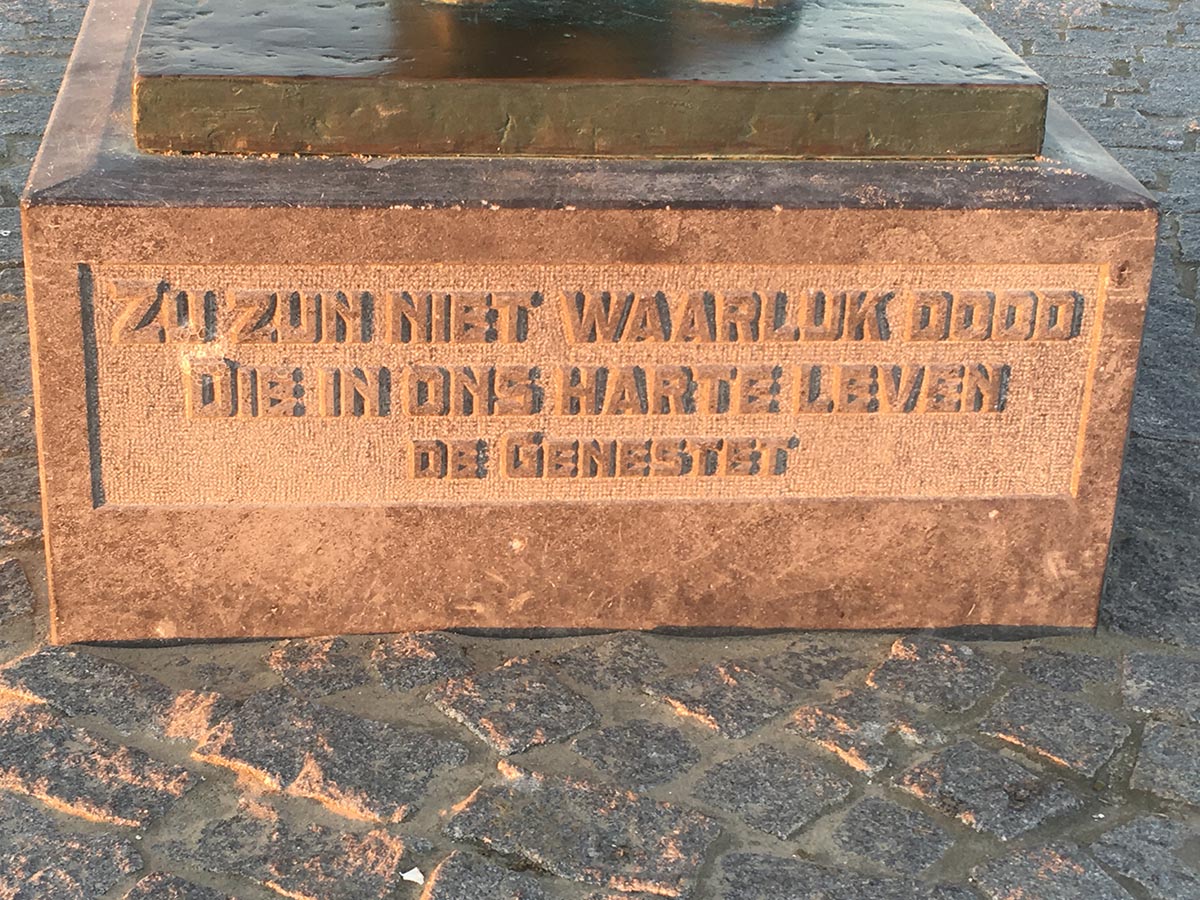 ZIJ ZIJN NIET WAARLIJK DOOD
DIE IN ONS HARTE LEVEN
DE GENESTET